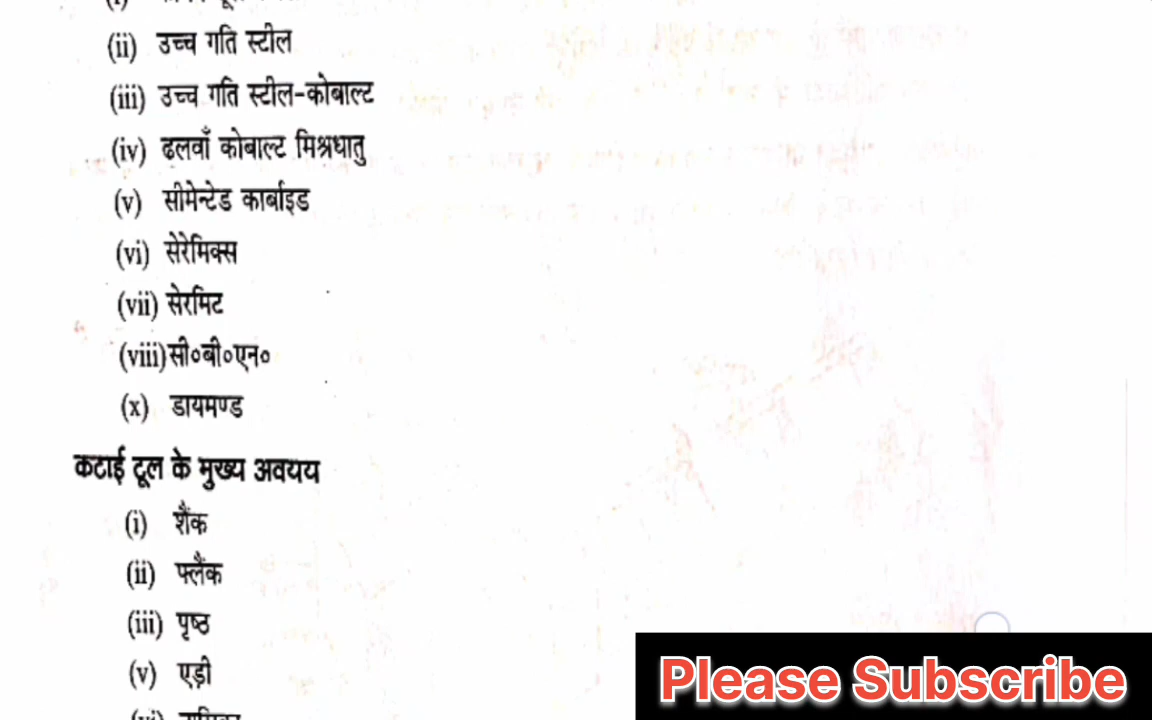 (ii) उच्च गति स्टील
(iii) उच्च गति स्टील-कोबाल्ट
(iv) ढलवाँ कोबाल्ट मिश्रधातु
(v) सीमेन्टेड कार्बाइड
(vi) सेरेमिक्स
(vii) सेरमिट
(viii) सी०बी०एन०
(x) डायमण्ड
कटाई टूल के मुख्य अवयय
(i) शैंक
(ii) फ्लैंक
(iii) पृष्ठ
(v) एड़ी
Please Subscribe